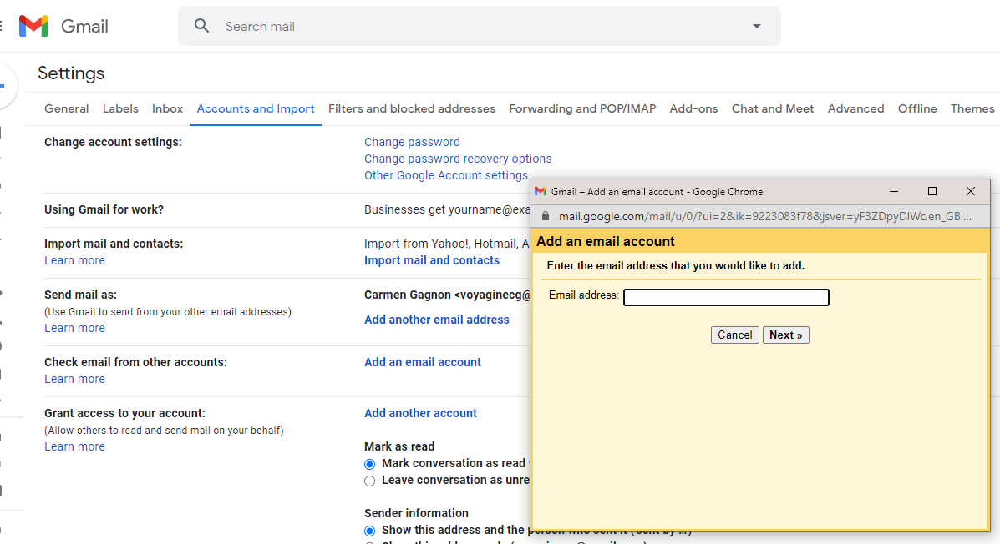 Gmail
Search mail
Settings
General Labels Inbox Accounts and Import Filters and blocked addresses Forwarding and POP/IMAP Add-ons Chat and Meet Advanced Offline Themes
Change account settings:
Change password
Change password recovery options
Other Google Account settings
Using Gmail for work?
Businesses get yourname@exa
Import mail and contacts:
Learn more
Import from Yahoo!, Hotmail, A
Import mail and contacts
Send mail as:
(Use Gmail to send from your other email addresses)
Learn more
Carmen Gagnon <voyaginecg@
Add another email address
Check email from other accounts:
Learn more
Add an email account
Grant access to your account:
(Allow others to read and send mail on your behalf)
Learn more
Add another account
Mark as read
Mark conversation as read
Leave conversation as unre
Sender information
Show this address and the person who sent it ("sent by ...")
Gmail – Add an email account - Google Chrome
mail.google.com/mail/u/0/?ui=2&ik=9223083f78&jsver=yF3ZDpyDIWc.en_GB....
Add an email account
Enter the email address that you would like to add.
Email address:
Cancel Next »